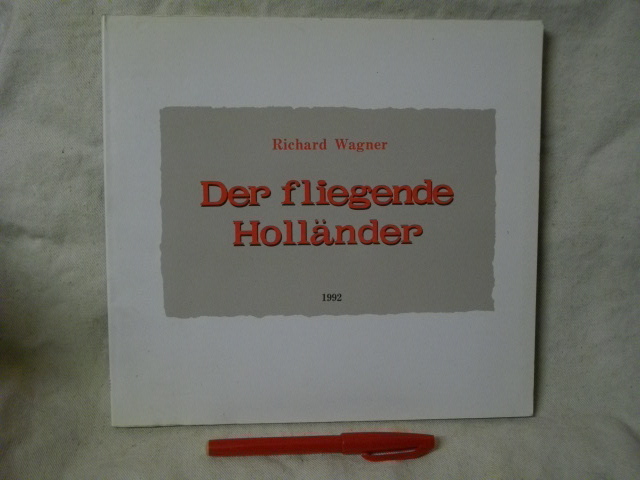 Richard Wagner
Der fliegende
Holländer
1992